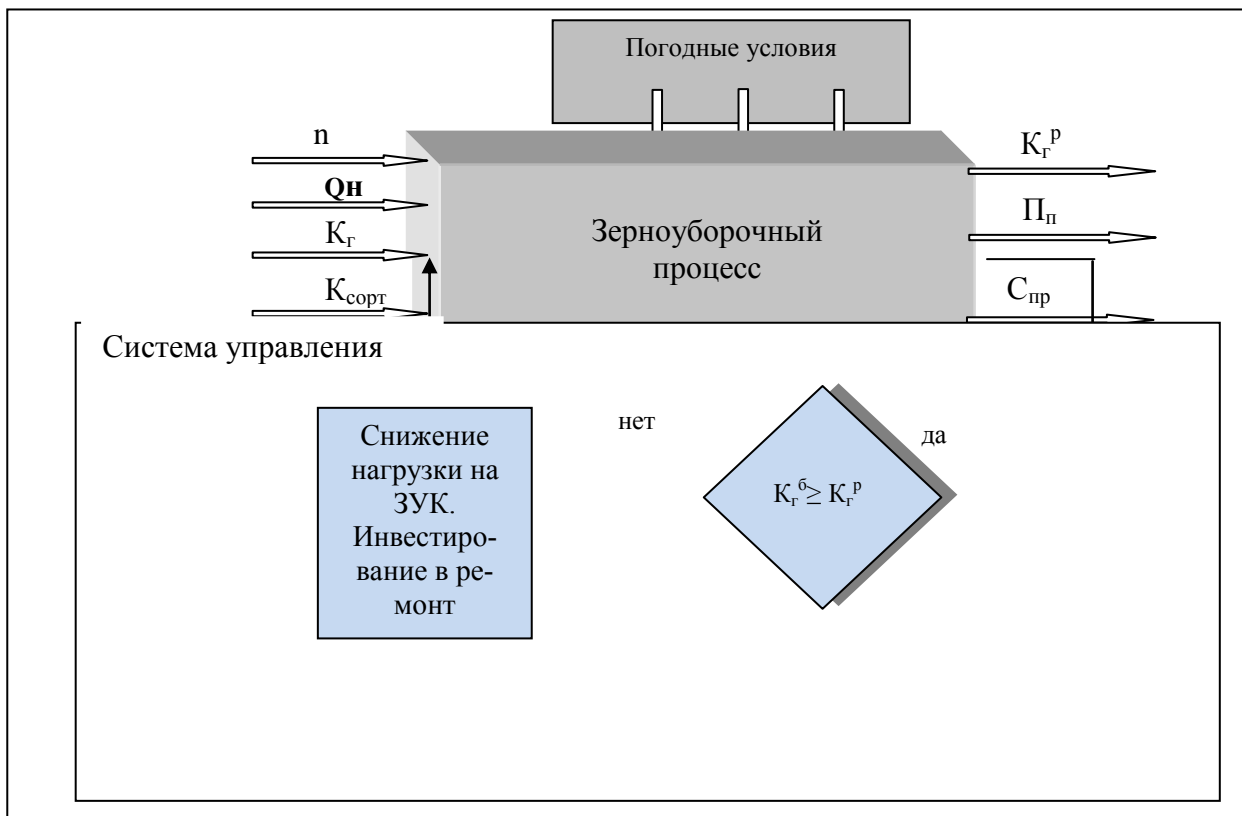 Погодные условия
n
Qн
Кг
Ксорт
Зерноуборочный
процесс
Кгр
Пп
Спр
Система управления
Снижение
нагрузки на
ЗУК.
Инвестиро-
вание в ре-
монт
нет
Кгб≥ Кгр
да